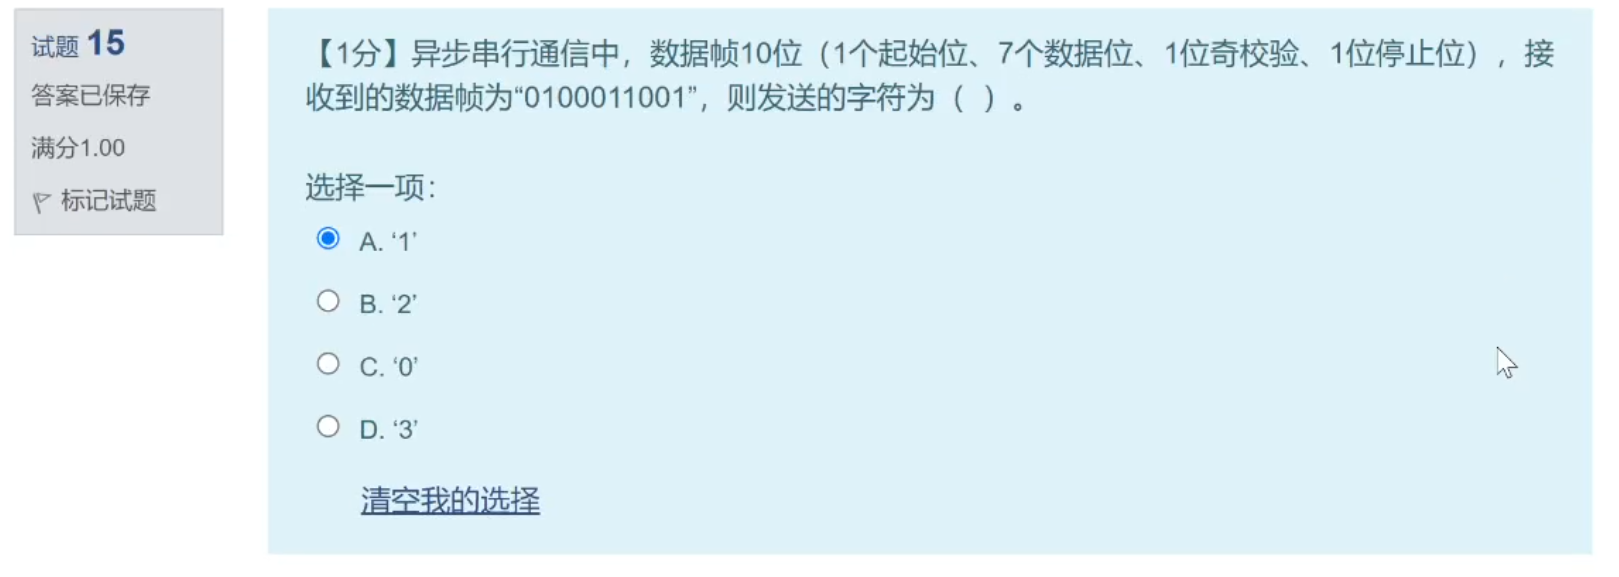 试题 15
答案已保存
满分1.00
标记试题
【1分】异步串行通信中，数据帧10位（1个起始位、7个数据位、1位奇校验、1位停止位），接
收到的数据帧为“0100011001”，则发送的字符为（ ）。
选择一项：
A. ‘1’
B. ‘2’
C. ‘0’
D. ‘3’
清空我的选择